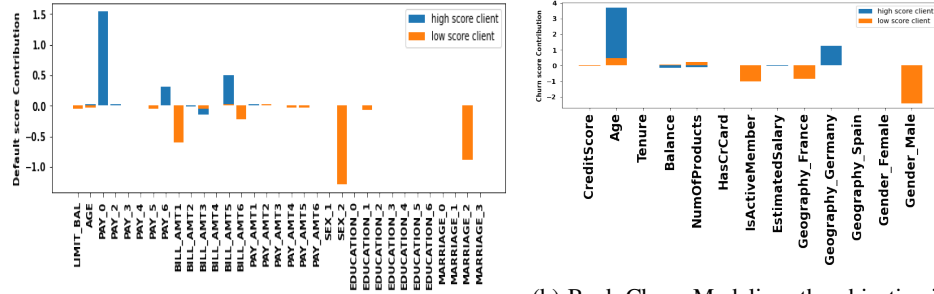 Default score Contribution
1.5
1.0
0.5
0.0
−0.5
−1.0
high score client
low score client
LIMIT_BAL
AGE
PAY_0
PAY_2
PAY_3
PAY_4
PAY_5
PAY_6
BILL_AMT1
BILL_AMT2
BILL_AMT3
BILL_AMT4
BILL_AMT5
BILL_AMT6
PAY_AMT1
PAY_AMT2
PAY_AMT3
PAY_AMT4
PAY_AMT5
PAY_AMT6
SEX_1
SEX_2
EDUCATION_0
EDUCATION_1
EDUCATION_2
EDUCATION_3
EDUCATION_4
EDUCATION_5
EDUCATION_6
MARRIAGE_0
MARRIAGE_1
MARRIAGE_2
MARRIAGE_3
Churn score Contribution
4
3
2
1
0
−1
−2
high score client
low score client
CreditScore
Age
Tenure
Balance
NumOfProducts
HasCrCard
IsActiveMember
EstimatedSalary
Geography_France
Geography_Germany
Geography_Spain
Gender_Female
Gender_Male